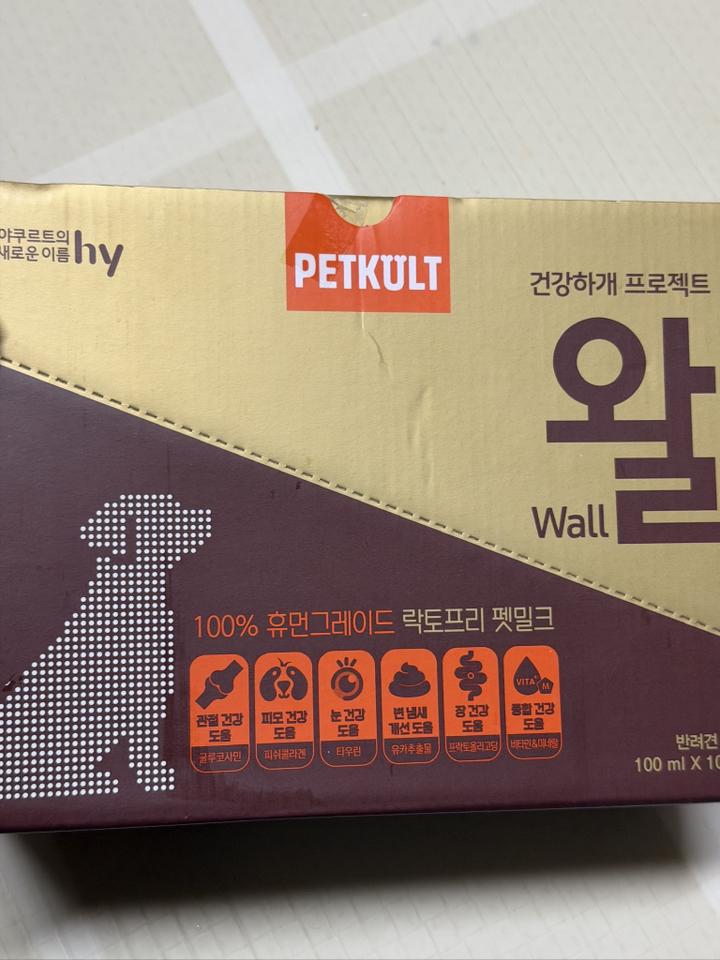 야쿠르트의
새로운 이름
hy
PETKULT
건강하개 프로젝트
왈
Wall
100% 휴먼그레이드 락토프리 펫밀크
관절 건강
도움
글루코사민
피모 건강
도움
피쉬콜라겐
눈 건강
도움
타우린
변 냄새
개선 도움
유카추출물
장 건강
도움
프락토올리고당
VITA+M
종합 건강
도움
비타민&미네랄
반려견
100 ml X 10